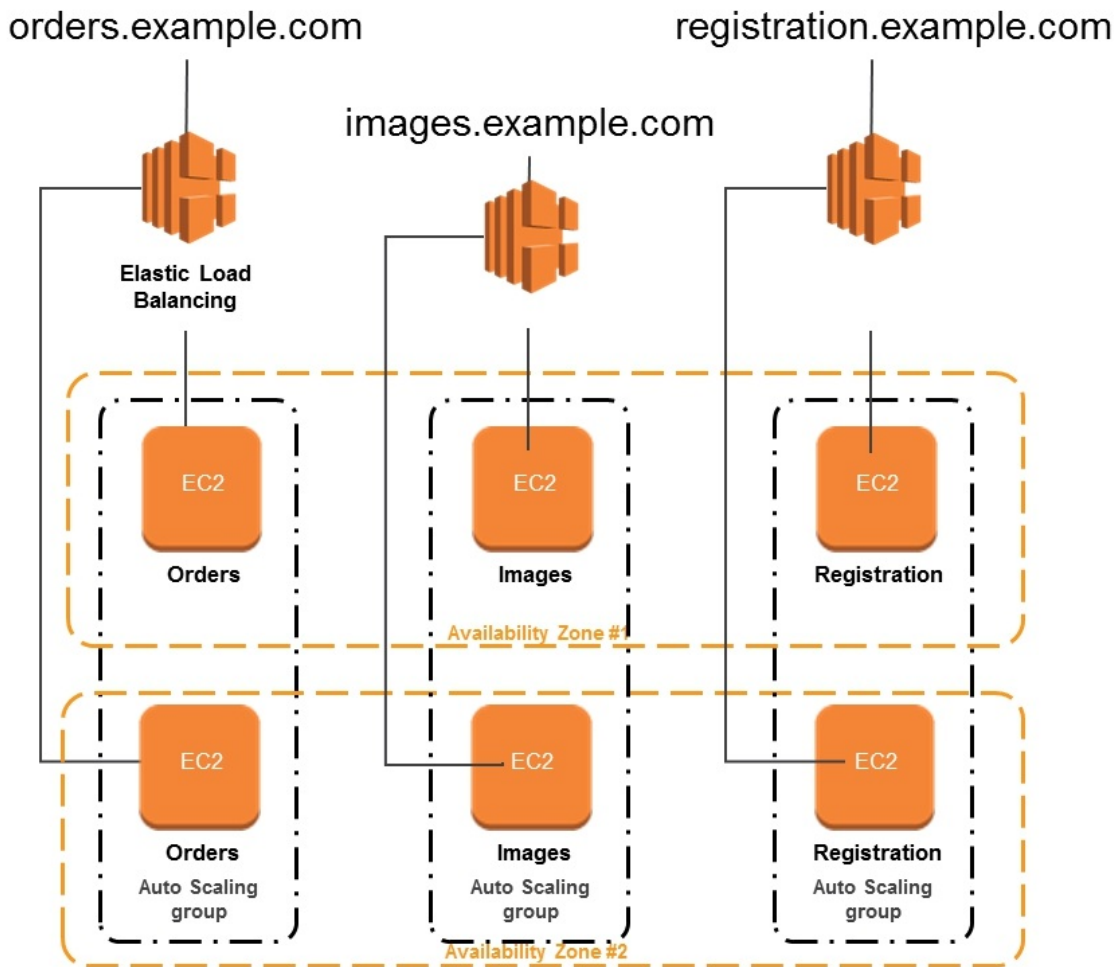 orders.example.com
registration.example.com
images.example.com
Elastic Load
Balancing
EC2
EC2
EC2
Orders
Images
Registration
Availability Zone #1
EC2
EC2
EC2
Orders
Images
Registration
Auto Scaling
group
Auto Scaling
group
Auto Scaling
group
Availability Zone #2